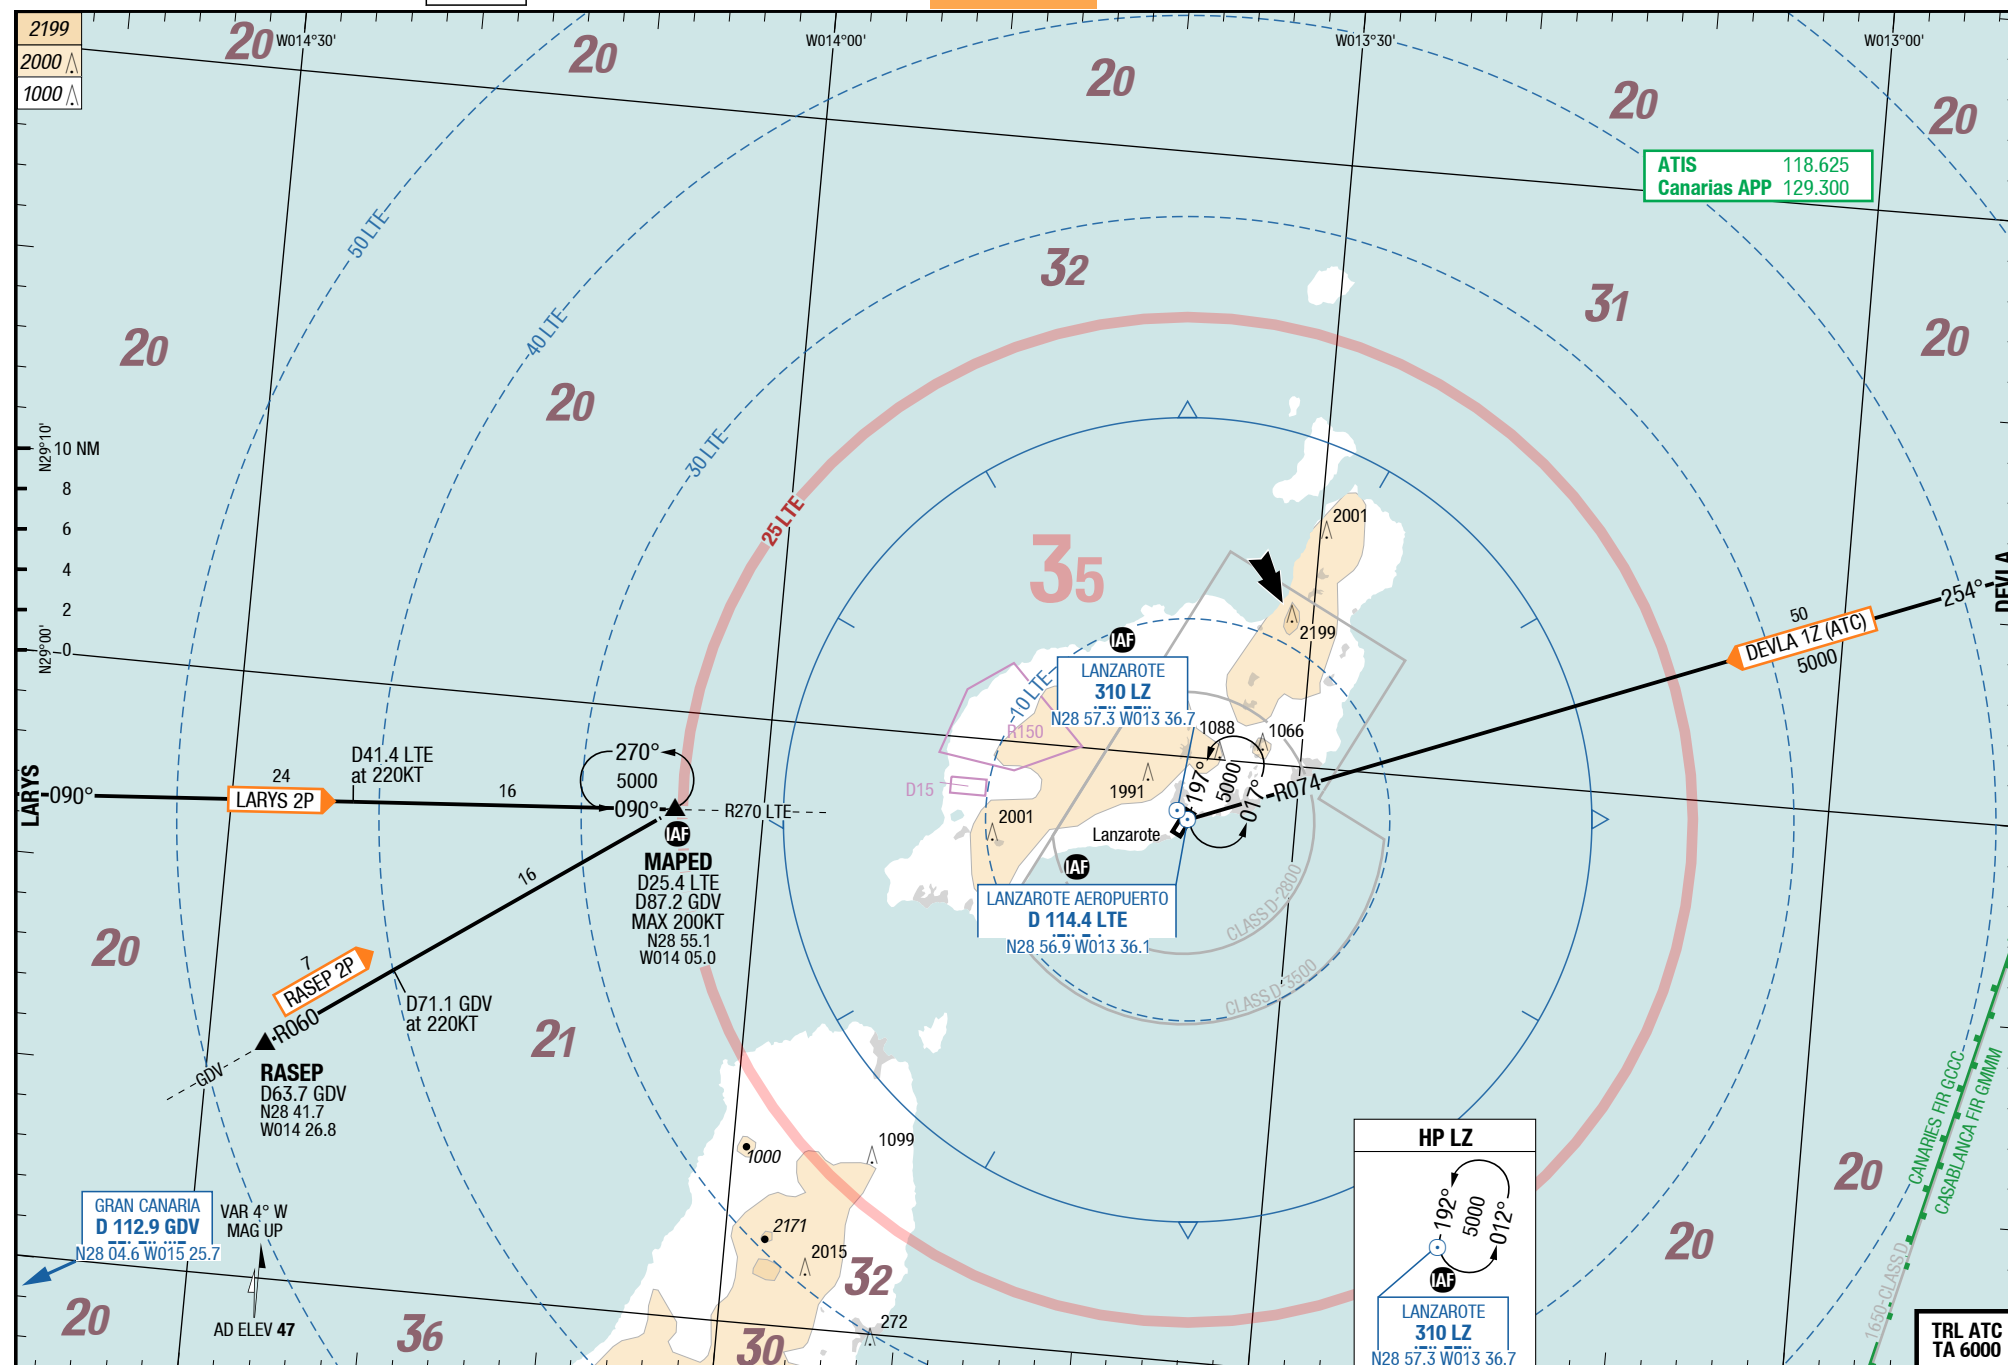 2199
2000
1000
W014°30'
W014°00'
W013°30'
W013°00'
20
20
20
20
20
ATIS 118.625
Canarias APP 129.300
50 LTE
40 LTE
30 LTE
25 LTE
10 LTE
32
31
20
20
20
35
N29°10'
10 NM
8
6
4
2
0
N29°00'
2001
2199
IAF
LANZAROTE
310 LZ
N28 57.3 W013 36.7
R150
D15
1088
1066
1991
2001
197°
5000
017°
R074
50
DEVLA 1Z (ATC)
5000
254°
DEVLA
LARYS
090°
24
LARYS 2P
D41.4 LTE
at 220KT
16
270°
5000
090°
R270 LTE
IAF
MAPED
D25.4 LTE
D87.2 GDV
MAX 200KT
N28 55.1
W014 05.0
Lanzarote
IAF
LANZAROTE AEROPUERTO
D 114.4 LTE
N28 56.9 W013 36.1
CLASS D-2800
CLASS D-3500
16
7
RASEP 2P
R060
D71.1 GDV
at 220KT
GDV
RASEP
D63.7 GDV
N28 41.7
W014 26.8
20
21
1000
1099
2171
2015
272
32
30
36
20
20
20
GRAN CANARIA
D 112.9 GDV
N28 04.6 W015 25.7
VAR 4° W
MAG UP
AD ELEV 47
HP LZ
192°
5000
012°
IAF
LANZAROTE
310 LZ
N28 57.3 W013 36.7
CANARIES FIR GCCC
CASABLANCA FIR GMMM
1650-CLASS D
TRL ATC
TA 6000